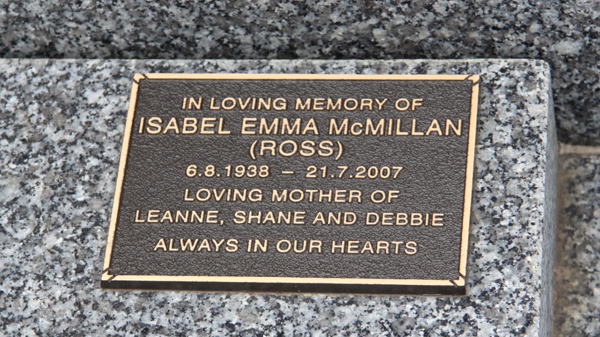 IN LOVING MEMORY OF
ISABEL EMMA McMILLAN
(ROSS)
6.8.1938 – 21.7.2007
LOVING MOTHER OF
LEANNE, SHANE AND DEBBIE
ALWAYS IN OUR HEARTS